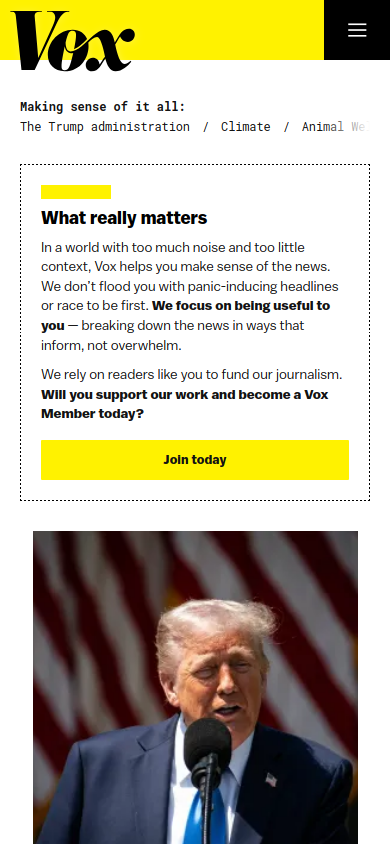 Vox
Making sense of it all:
The Trump administration / Climate / Animal We
What really matters
In a world with too much noise and too little
context, Vox helps you make sense of the news.
We don't flood you with panic-inducing headlines
or race to be first. We focus on being useful to
you — breaking down the news in ways that
inform, not overwhelm.
We rely on readers like you to fund our journalism.
Will you support our work and become a Vox
Member today?
Join today